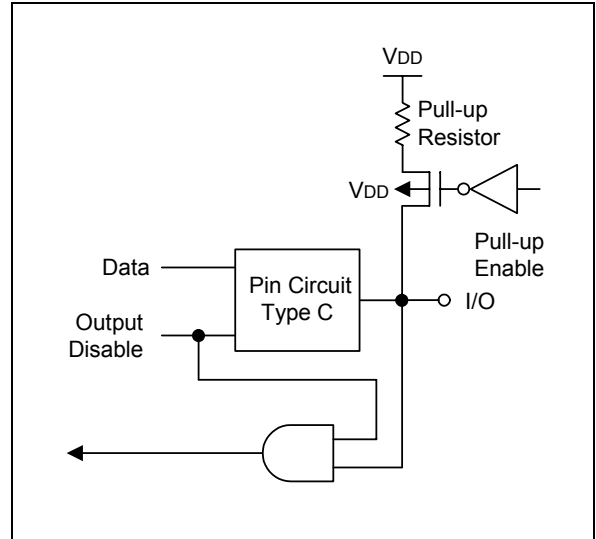 VDD
Pull-up
Resistor
VDD
Pull-up
Enable
Data
Pin Circuit
Type C
I/O
Output
Disable